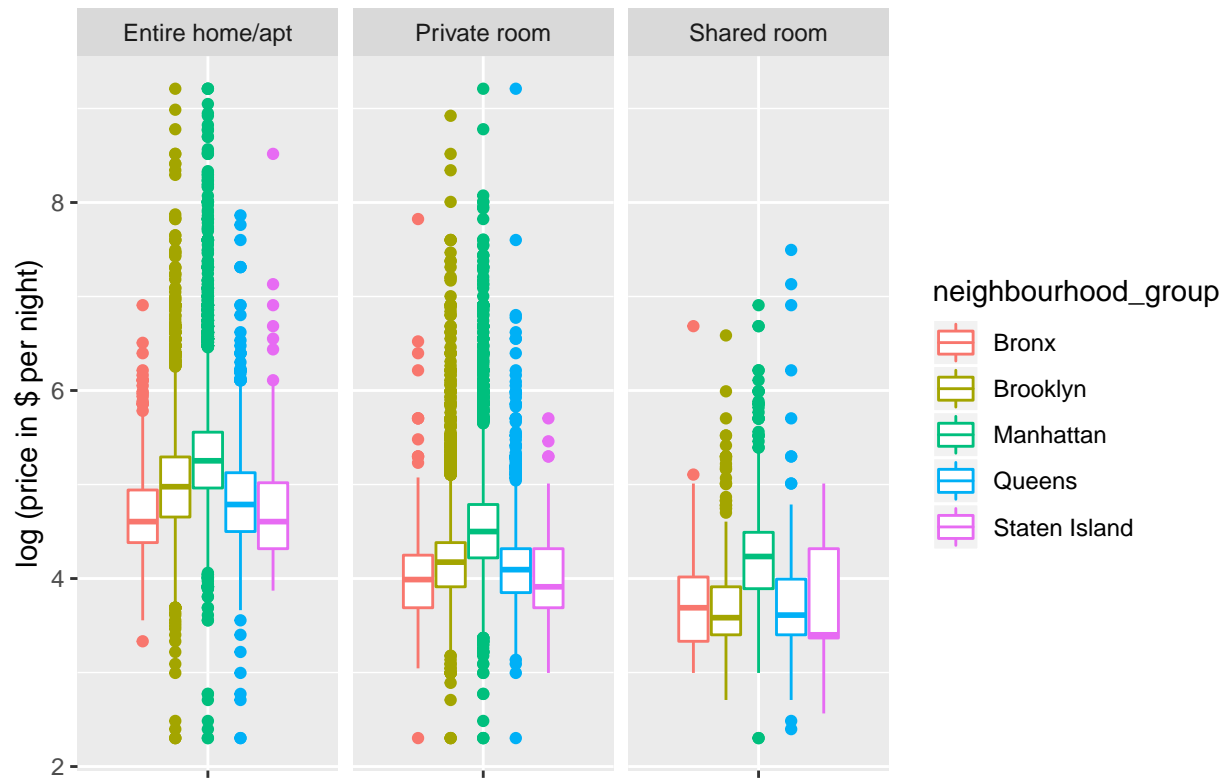 Entire home/apt
Private room
Shared room
log (price in $ per night)
8
6
4
2
neighbourhood_group
Bronx
Brooklyn
Manhattan
Queens
Staten Island